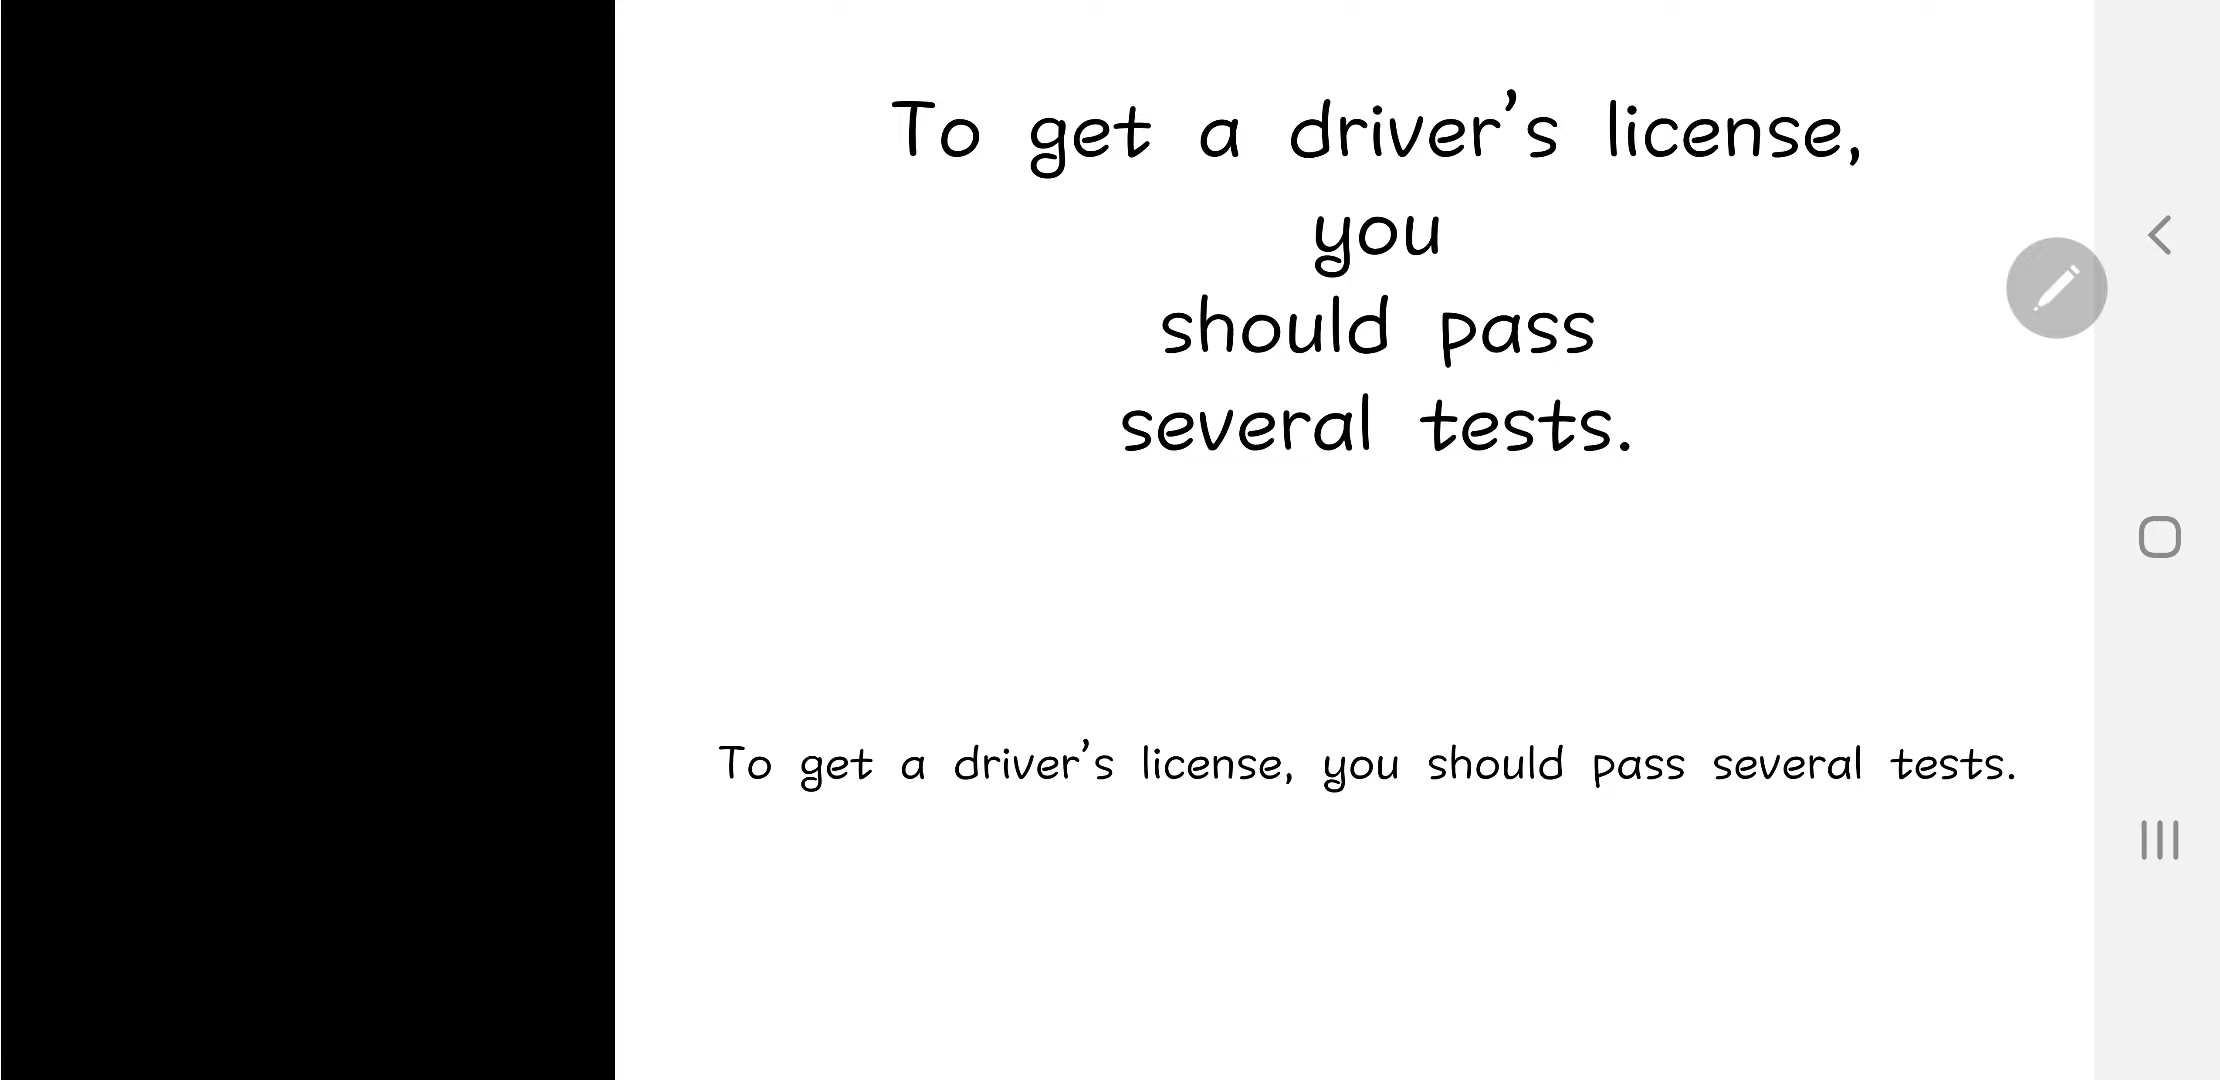 To get a driver's license,
you
should pass
several tests.
To get a driver's license, you should pass several tests.